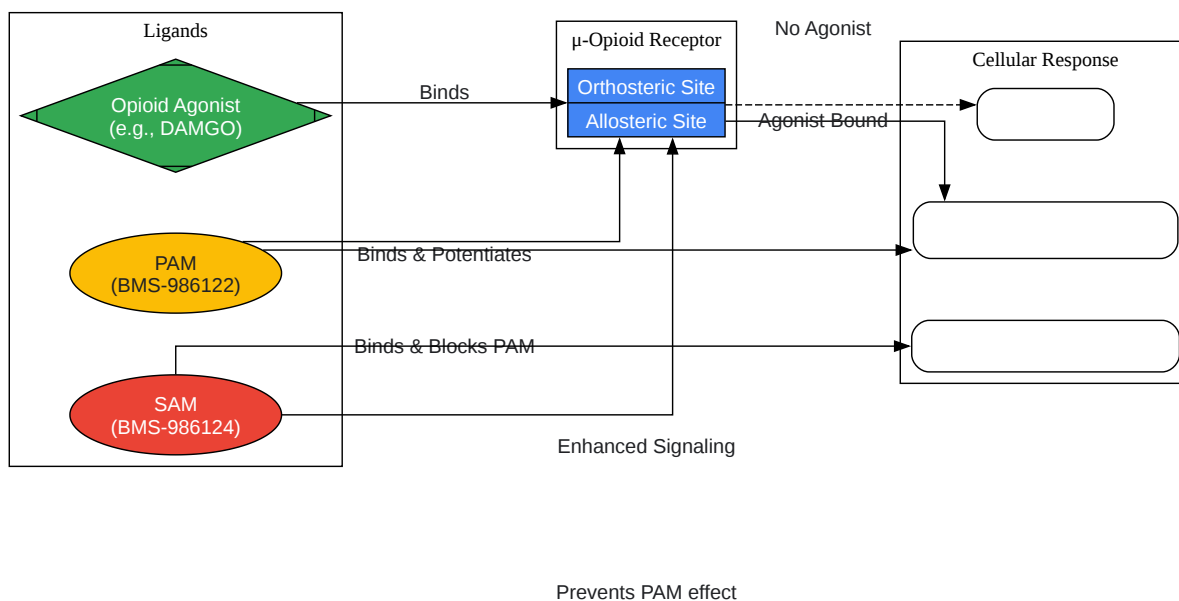 Ligands
Opioid Agonist
(e.g., DAMGO)
PAM
(BMS-986122)
SAM
(BMS-986124)
Binds
Binds & Potentiates
Binds & Blocks PAM
μ-Opioid Receptor
Orthosteric Site
Allosteric Site
No Agonist
Agonist Bound
Cellular Response
Enhanced Signaling
Prevents PAM effect